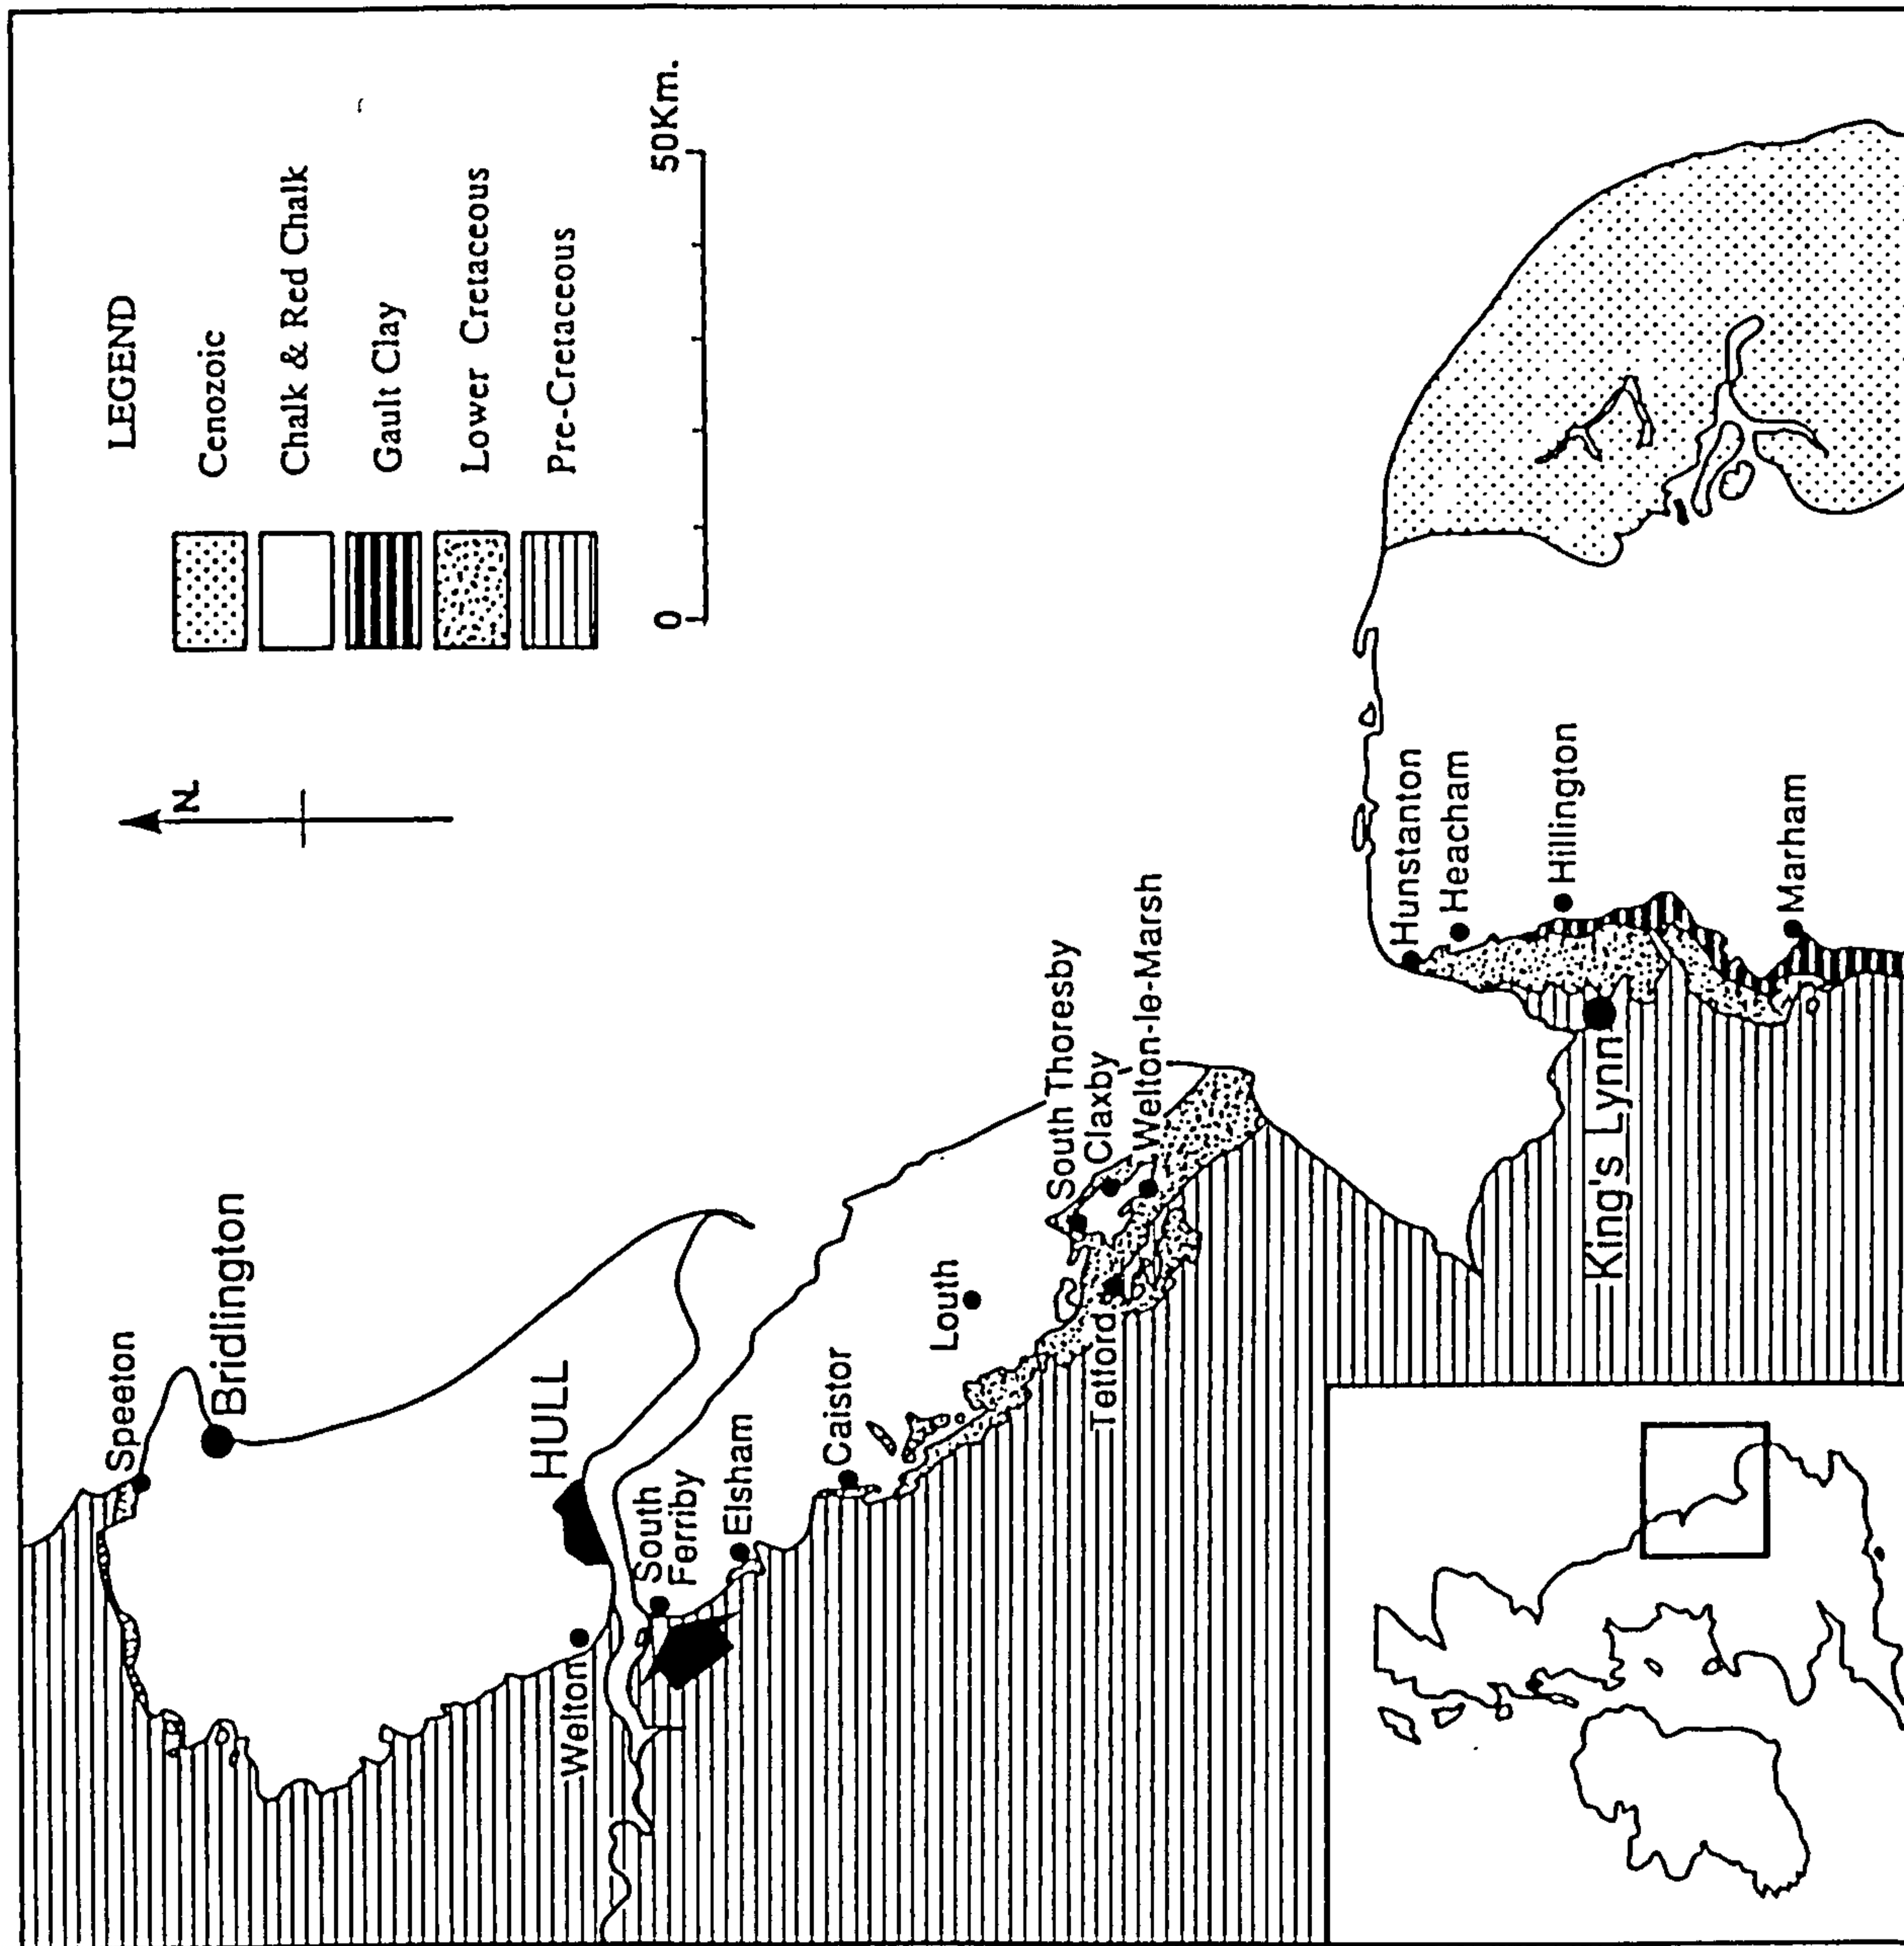 LEGEND
Cenozoic
Chalk & Red Chalk
Gault Clay
Lower Cretaceous
Pre-Cretaceous
0
50Km.
N
Speeton
Bridlington
HULL
Welton
South
Ferriby
Elsham
Caistor
Louth
South Thoresby
Claxby
Welton-le-Marsh
Tetford
Hunstanton
Heacham
Hillington
King's Lynn
Marham